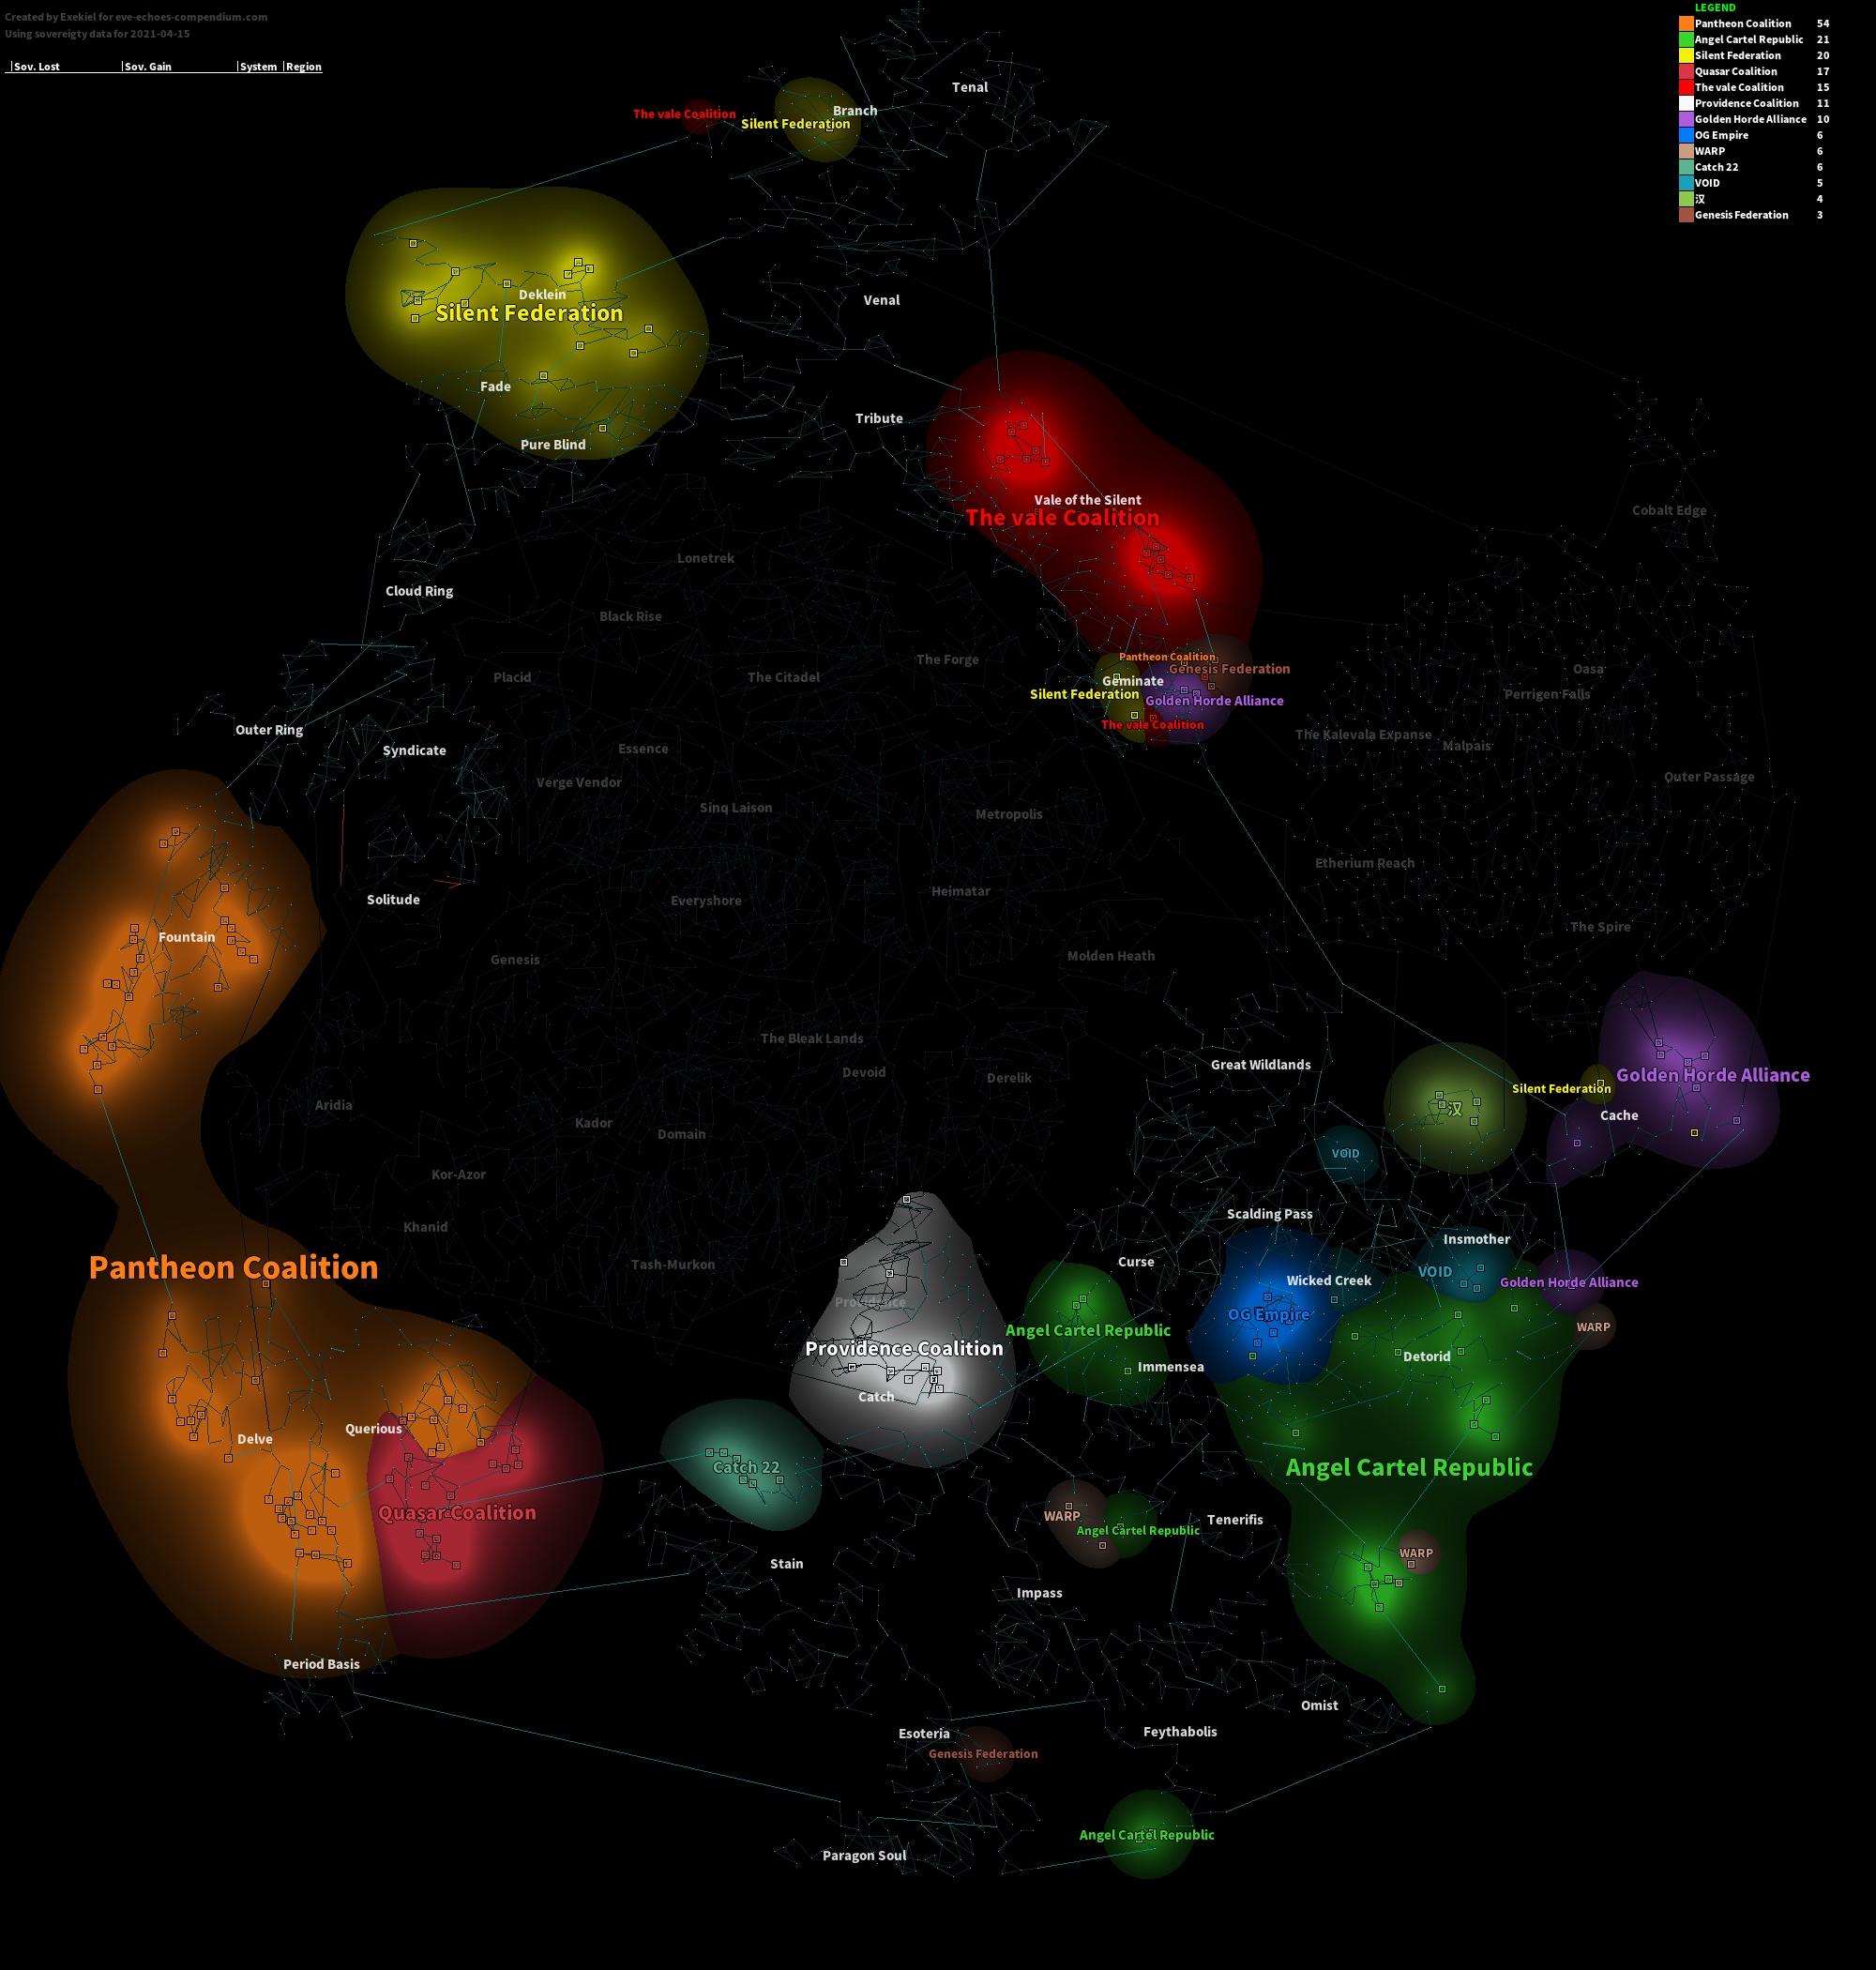 Created by Exekiel for eve-echoes-compendium.com
Using sovereigty data for 2021-04-15
Sov. Lost Sov. Gain System Region
LEGEND
Pantheon Coalition 54
Angel Cartel Republic 21
Silent Federation 20
Quasar Coalition 17
The vale Coalition 15
Providence Coalition 11
Golden Horde Alliance 10
OG Empire 6
WARP 6
Catch 22 6
VOID 5
汉 4
Genesis Federation 3
Tenal
Branch
The vale Coalition
Silent Federation
Deklein
Silent Federation
Venal
Fade
Tribute
Pure Blind
Vale of the Silent
The vale Coalition
Cobalt Edge
Lonetrek
Cloud Ring
Black Rise
The Forge
Pantheon Coalition
Genesis Federation
Oasa
Placid
The Citadel
Geminate
Silent Federation
Perrigen Falls
Golden Horde Alliance
The vale Coalition
Outer Ring
The Kalevala Expanse
Malpais
Syndicate
Essence
Outer Passage
Verge Vendor
Sinq Laison
Metropolis
Etherium Reach
Solitude
Everyshore
Heimatar
Fountain
The Spire
Genesis
Molden Heath
The Bleak Lands
Great Wildlands
Devoid
Derelik
Golden Horde Alliance
Silent Federation
Aridia
汉
Cache
Kador
Domain
VOID
Kor-Azor
Khanid
Scalding Pass
Insmother
Pantheon Coalition
Tash-Murkon
Curse
VOID
Wicked Creek
Golden Horde Alliance
Providence
OG Empire
Angel Cartel Republic
WARP
Providence Coalition
Detorid
Immensea
Catch
Querious
Delve
Catch 22
Angel Cartel Republic
Quasar Coalition
WARP
Tenerifis
Angel Cartel Republic
WARP
Stain
Impass
Period Basis
Omist
Esoteria
Feythabolis
Genesis Federation
Angel Cartel Republic
Paragon Soul